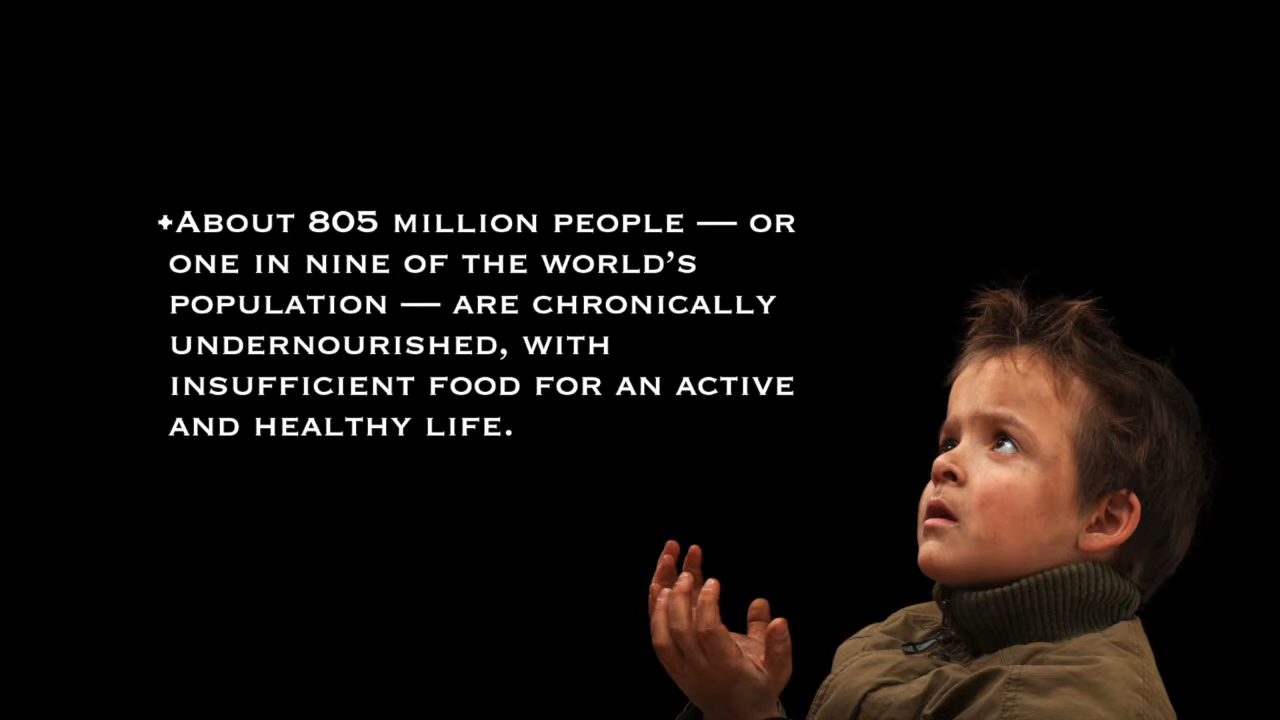 +About 805 million people — or
one in nine of the world's
population — are chronically
undernourished, with
insufficient food for an active
and healthy life.